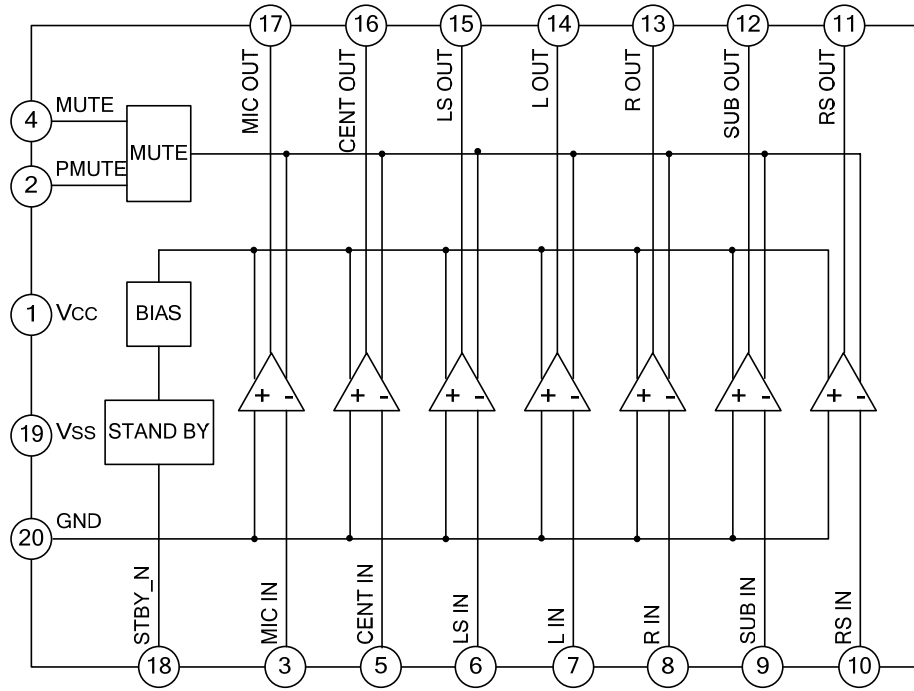 17 16 15 14 13 12 11
MIC OUT
CENT OUT
LS OUT
L OUT
R OUT
SUB OUT
RS OUT
4 MUTE
MUTE
2 PMUTE
1 VCC
BIAS
+ - + - + - + - + - + - + -
19 VSS
STAND BY
20 GND
STBY_N
MIC IN
CENT IN
LS IN
L IN
R IN
SUB IN
RS IN
18 3 5 6 7 8 9 10